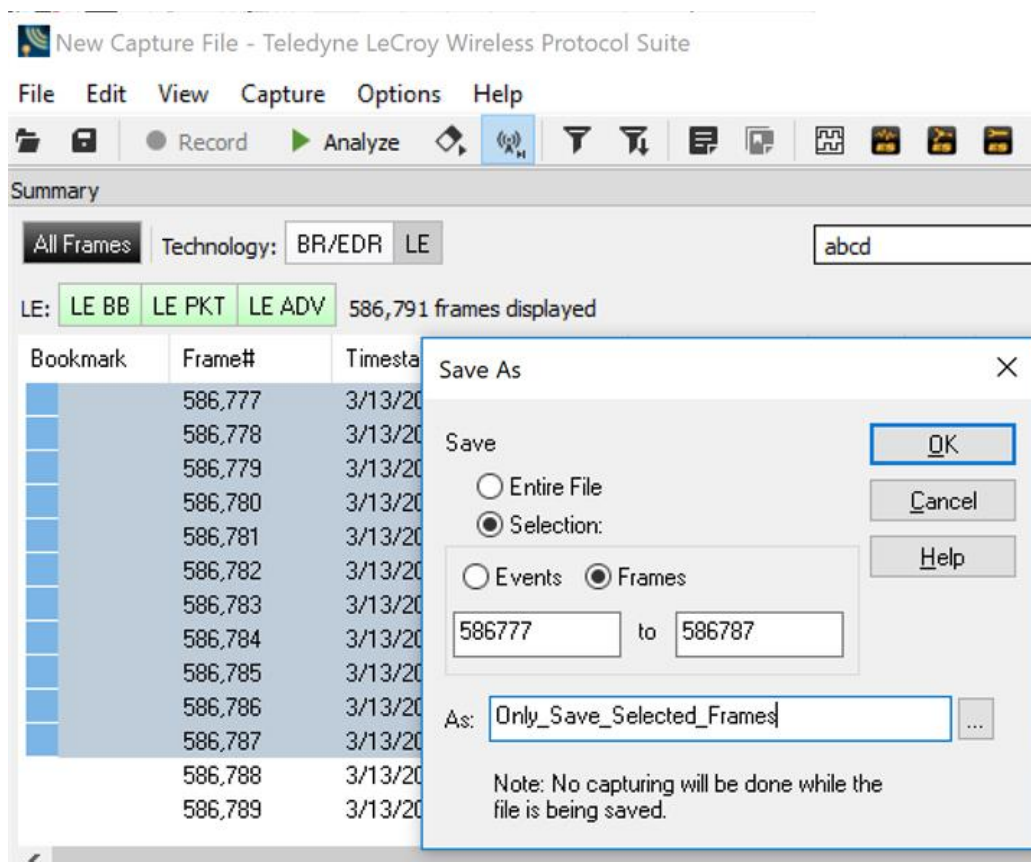 New Capture File - Teledyne LeCroy Wireless Protocol Suite
File Edit View Capture Options Help
Record Analyze
Summary
All Frames Technology: BR/EDR LE abcd
LE: LE BB LE PKT LE ADV 586,791 frames displayed
Bookmark Frame# Timesta
586,777 3/13/20
586,778 3/13/20
586,779 3/13/20
586,780 3/13/20
586,781 3/13/20
586,782 3/13/20
586,783 3/13/20
586,784 3/13/20
586,785 3/13/20
586,786 3/13/20
586,787 3/13/20
586,788 3/13/20
586,789 3/13/20
Save As
Save
Entire File
Selection:
Events Frames
586777 to 586787
As: Only_Save_Selected_Frames ...
Note: No capturing will be done while the
file is being saved.
OK
Cancel
Help